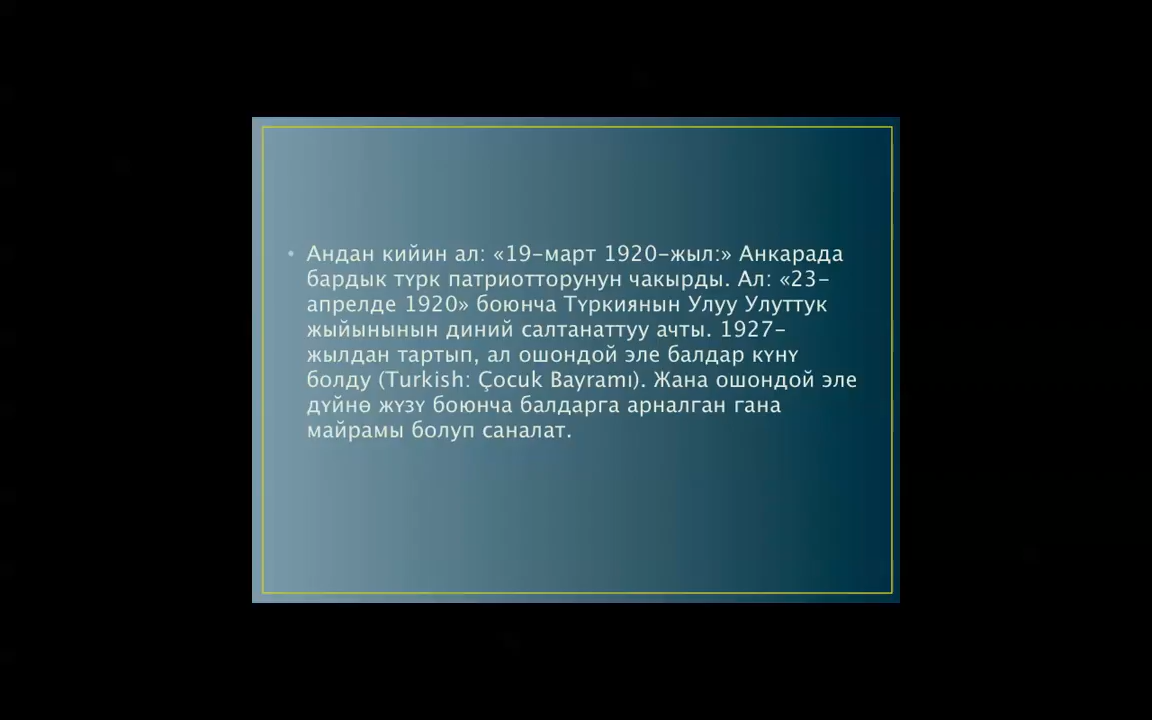 • Андан кийин ал: «19-март 1920-жыл:» Анкарада
бардык түрк патриотторунун чакырды. Ал: «23-
апрелде 1920» боюнча Түркиянын Улуу Улуттук
жыйынынын диний салтанаттуу ачты. 1927-
жылдан тартып, ал ошондой эле балдар күнү
болду (Turkish: Çocuk Bayramı). Жана ошондой эле
дүйнө жүзү боюнча балдарга арналган гана
майрамы болуп саналат.